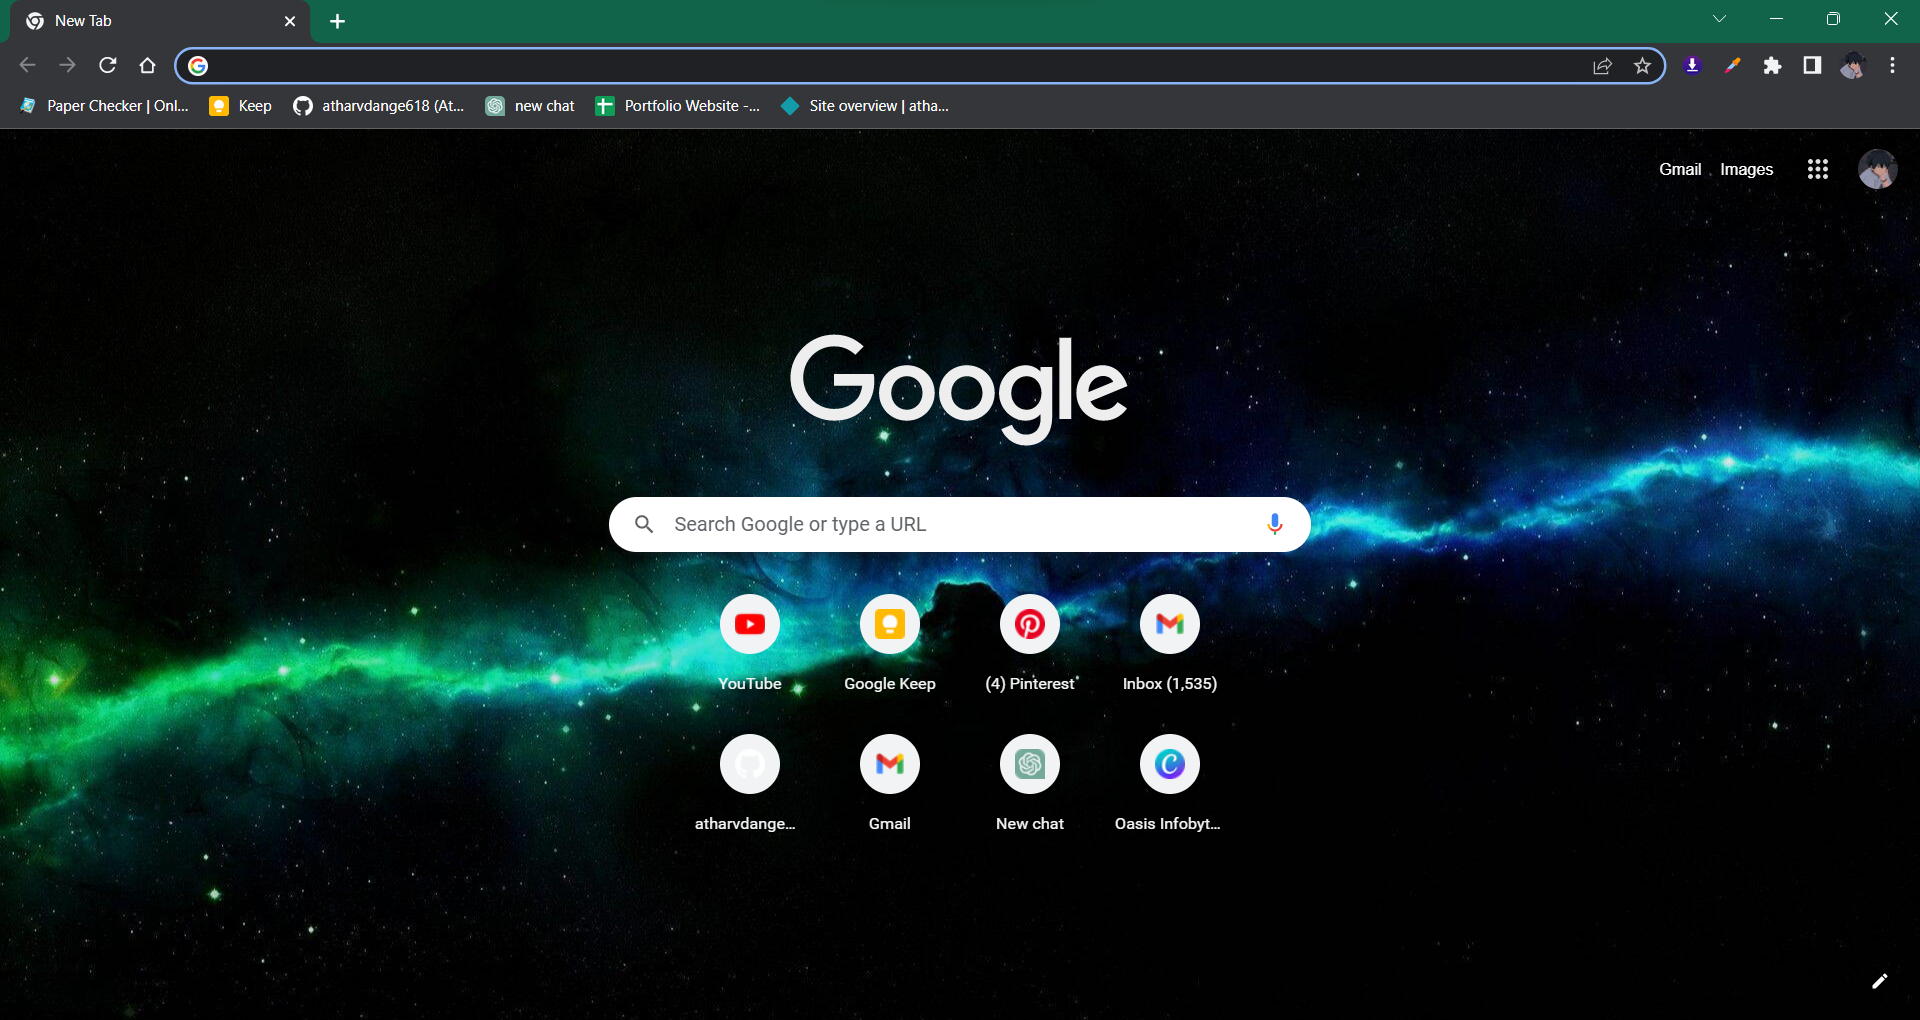 New Tab
Paper Checker | Onl...
Keep
atharvdange618 (At...
new chat
Portfolio Website -...
Site overview | atha...
Gmail
Images
Google
Search Google or type a URL
YouTube
Google Keep
(4) Pinterest
Inbox (1,535)
atharvdange...
Gmail
New chat
Oasis Infobyt...